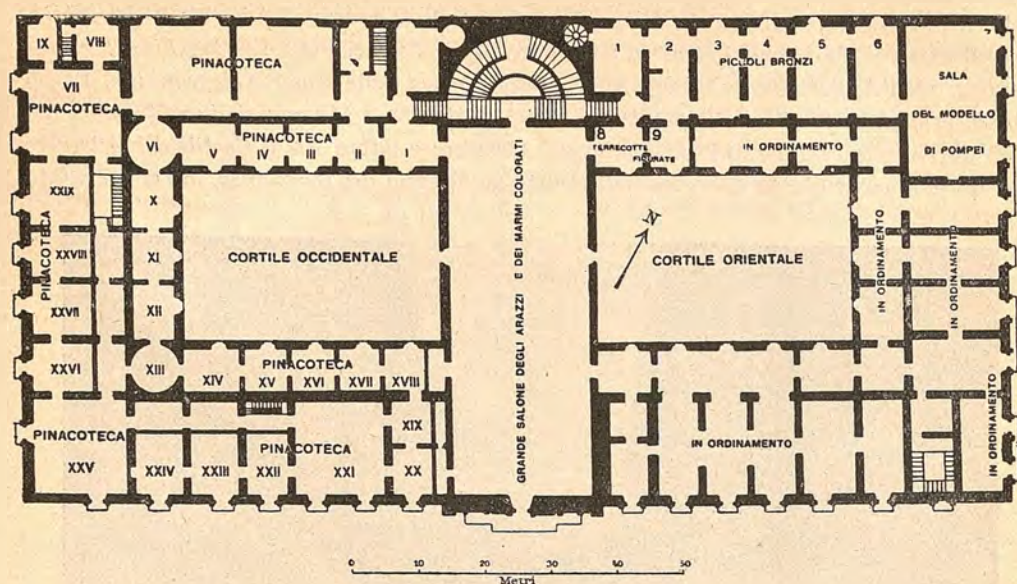 IX
VIII
PINACOTECA
1
2
3
4
5
6
PICCOLI BRONZI
SALA
DEL MODELLO
DI POMPEI
VII
PINACOTECA
VI
PINACOTECA
V
IV
III
II
I
8
9
TERRECOTTE
FIGURATE
IN ORDINAMENTO
XXIX
PINACOTECA
XXVIII
XXVII
XXVI
X
XI
XII
XIII
CORTILE OCCIDENTALE
GRANDE SALONE DEGLI ARAZZI E DEI MARMI COLORATI
N
CORTILE ORIENTALE
IN ORDINAMENTO
IN ORDINAMENTO
PINACOTECA
XIV
XV
XVI
XVII
XVIII
PINACOTECA
XXV
XXIV
XXIII
XXII
PINACOTECA
XXI
XIX
XX
IN ORDINAMENTO
IN ORDINAMENTO
0 10 20 30 40 50
Metri